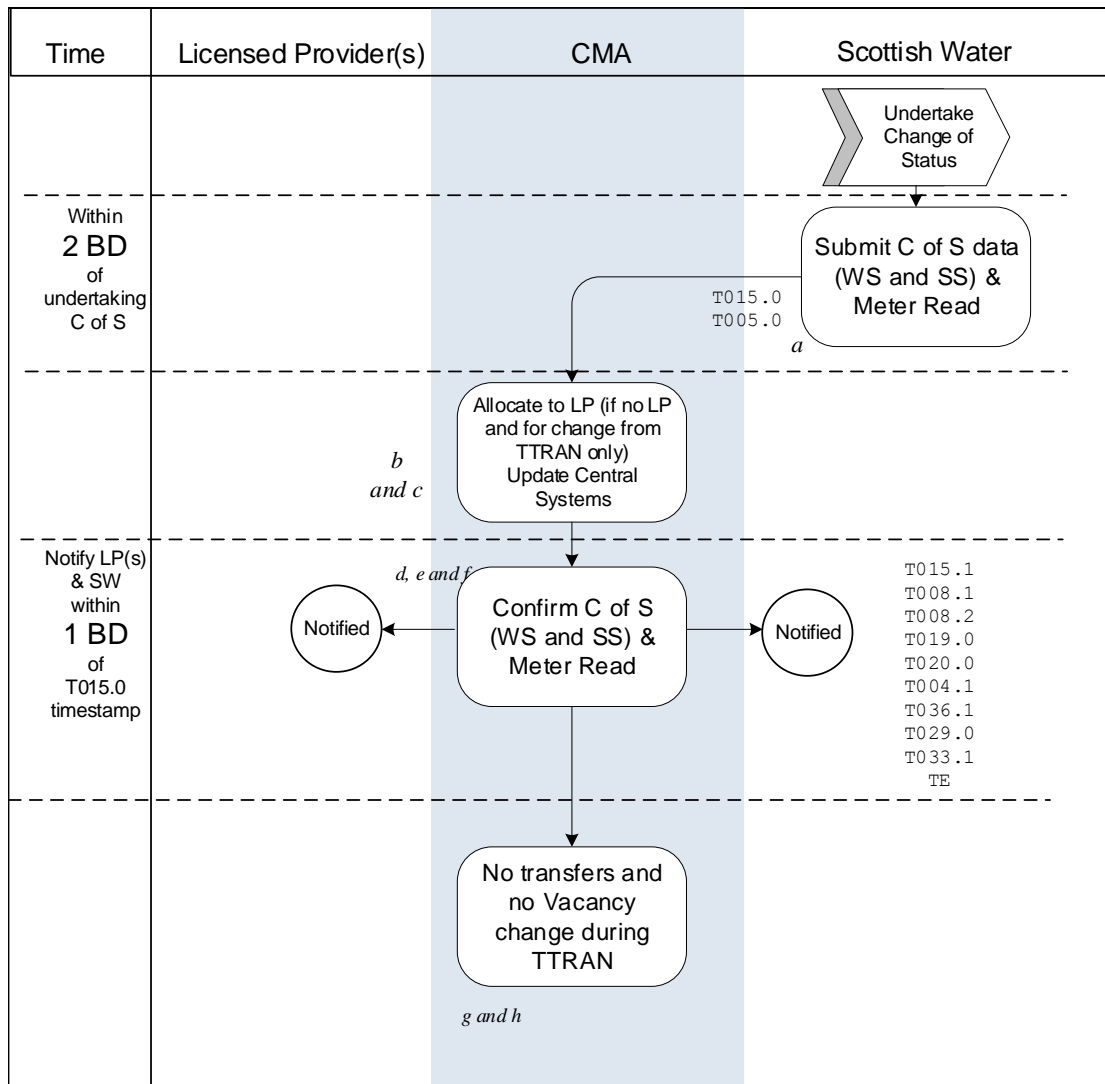 Time
Licensed Provider(s)
CMA
Scottish Water
Undertake
Change of
Status
Within
2 BD
of
undertaking
C of S
Submit C of S data
(WS and SS) &
Meter Read
T015.0
T005.0
a
Allocate to LP (if no LP
and for change from
TTRAN only)
Update Central
Systems
b
and c
Notify LP(s)
& SW
within
1 BD
of
T015.0
timestamp
d, e and f
Notified
Confirm C of S
(WS and SS) &
Meter Read
Notified
T015.1
T008.1
T008.2
T019.0
T020.0
T004.1
T036.1
T029.0
T033.1
TE
No transfers and
no Vacancy
change during
TTRAN
g and h